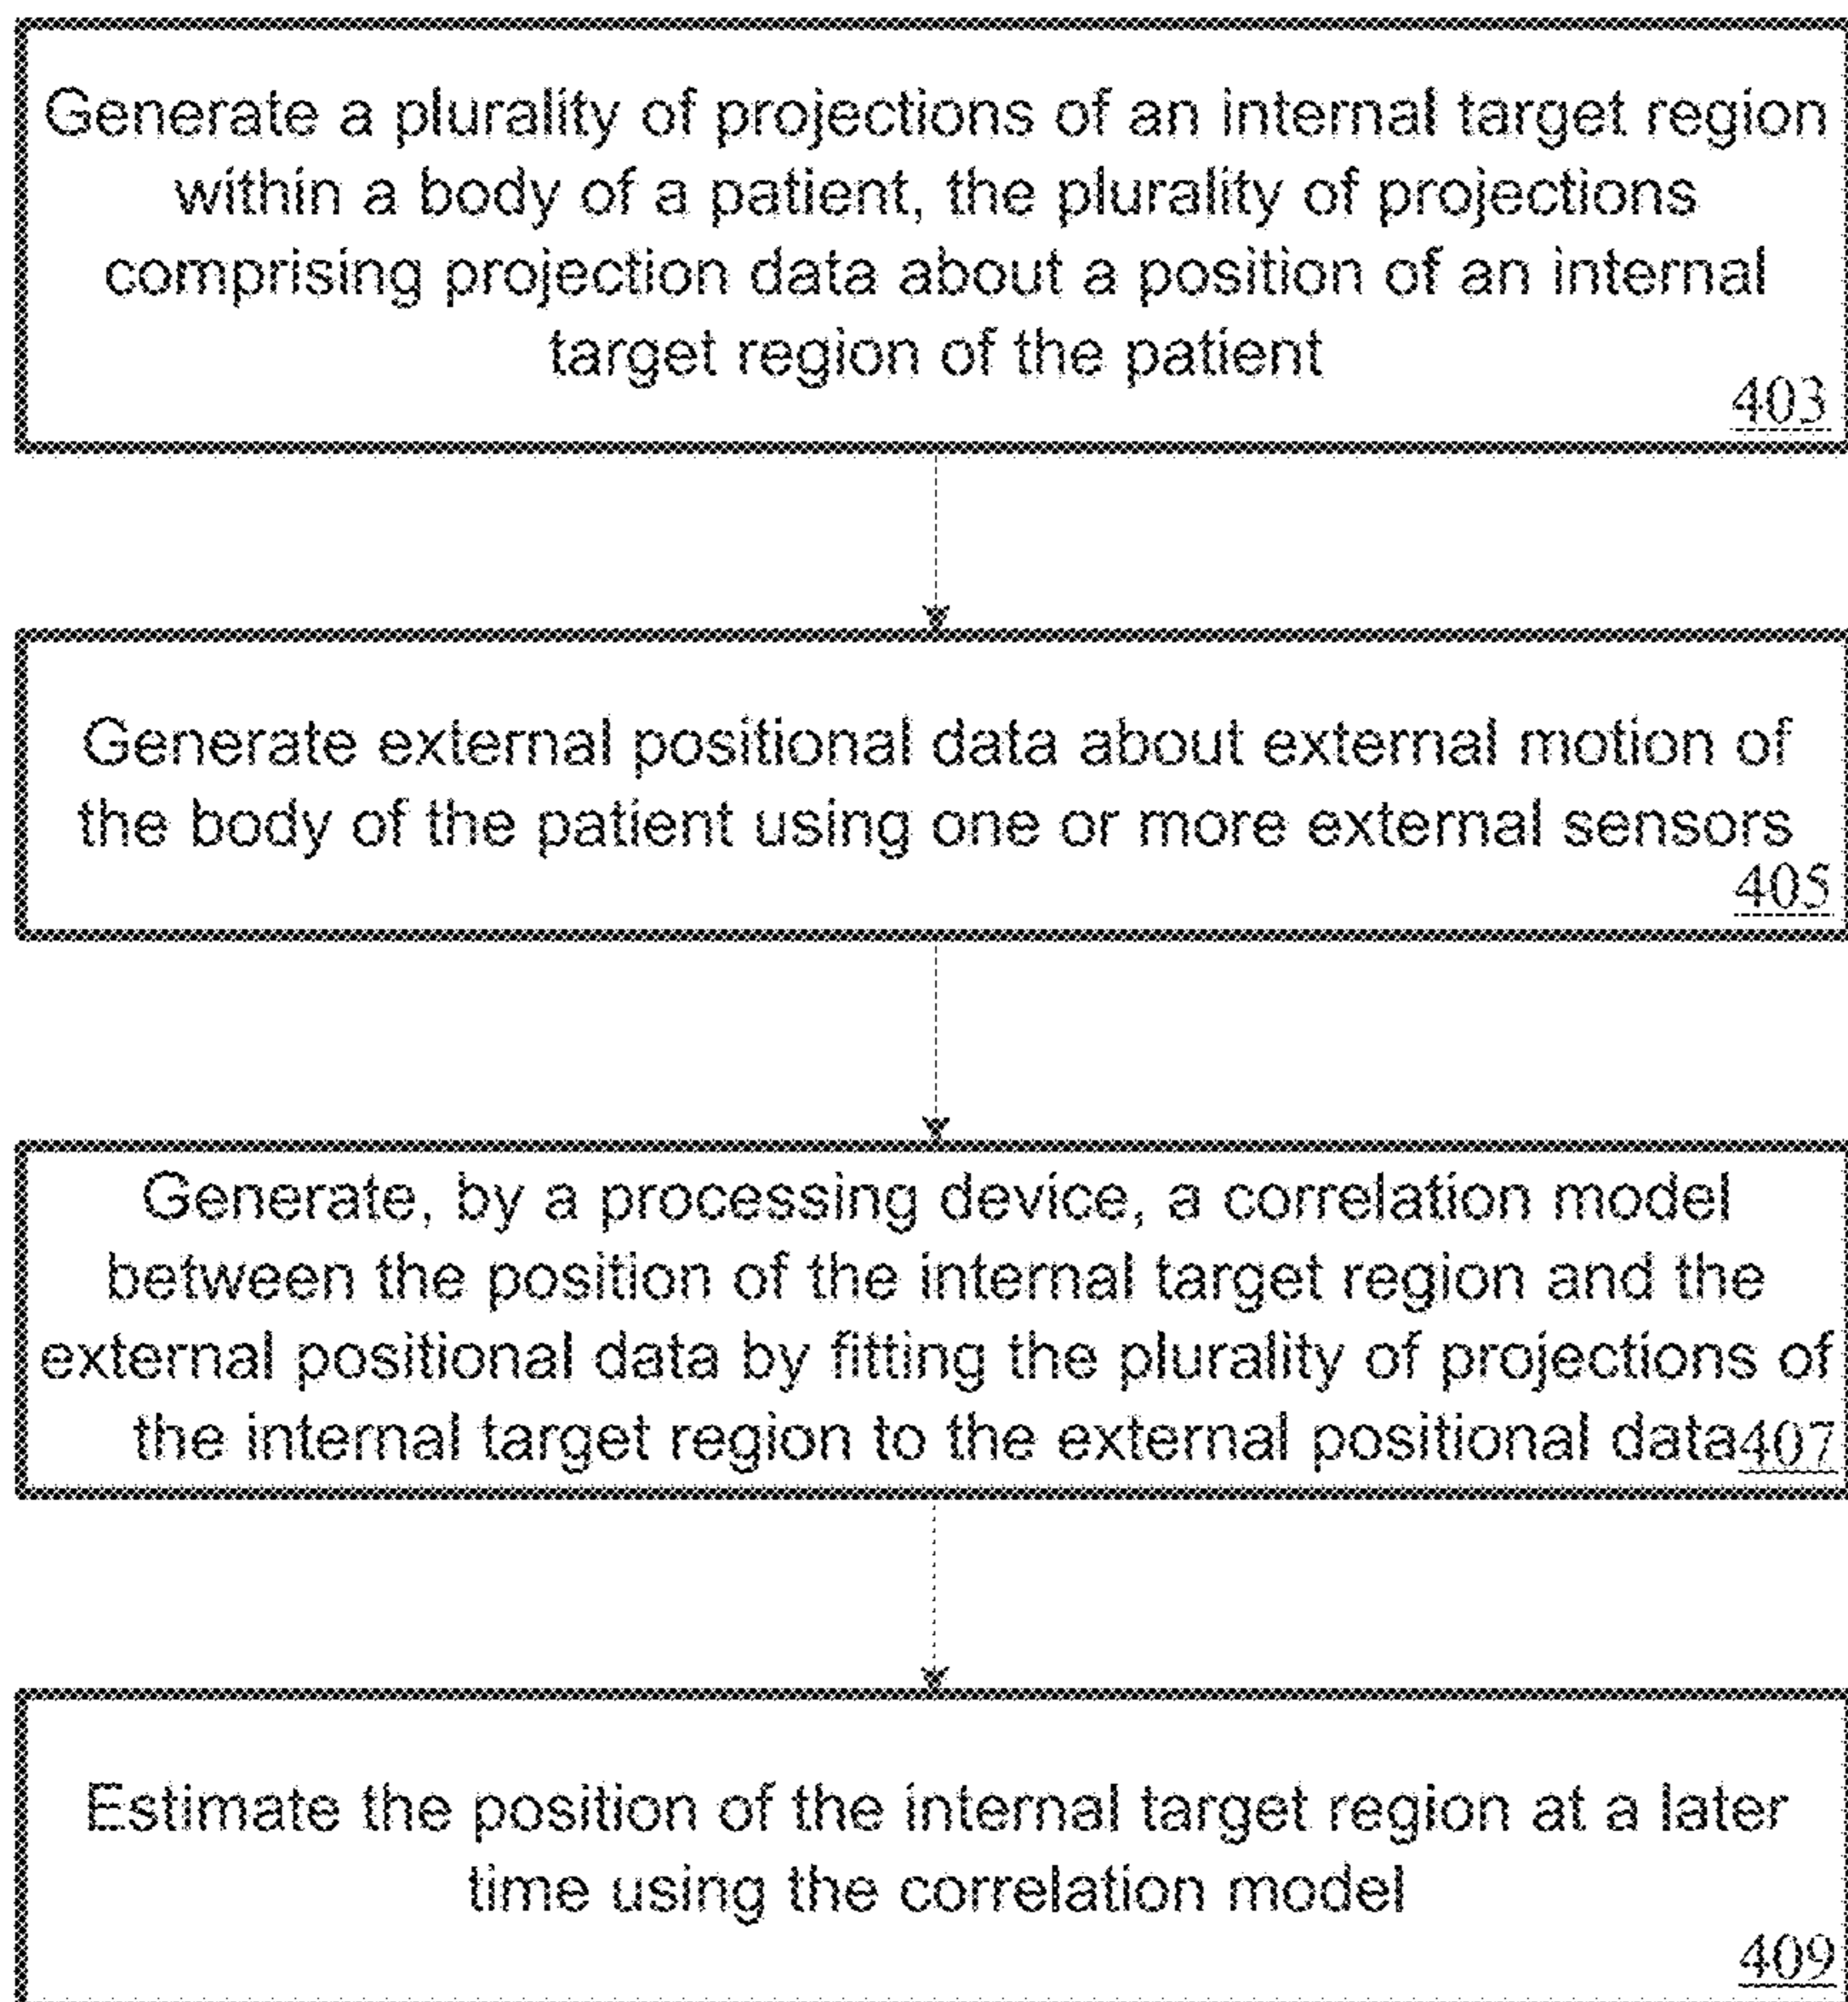 Generate a plurality of projections of an internal target region
within a body of a patient, the plurality of projections
comprising projection data about a position of an internal
target region of the patient
403
Generate external positional data about external motion of
the body of the patient using one or more external sensors
405
Generate, by a processing device, a correlation model
between the position of the internal target region and the
external positional data by fitting the plurality of projections of
the internal target region to the external positional data 407
Estimate the position of the internal target region at a later
time using the correlation model
409